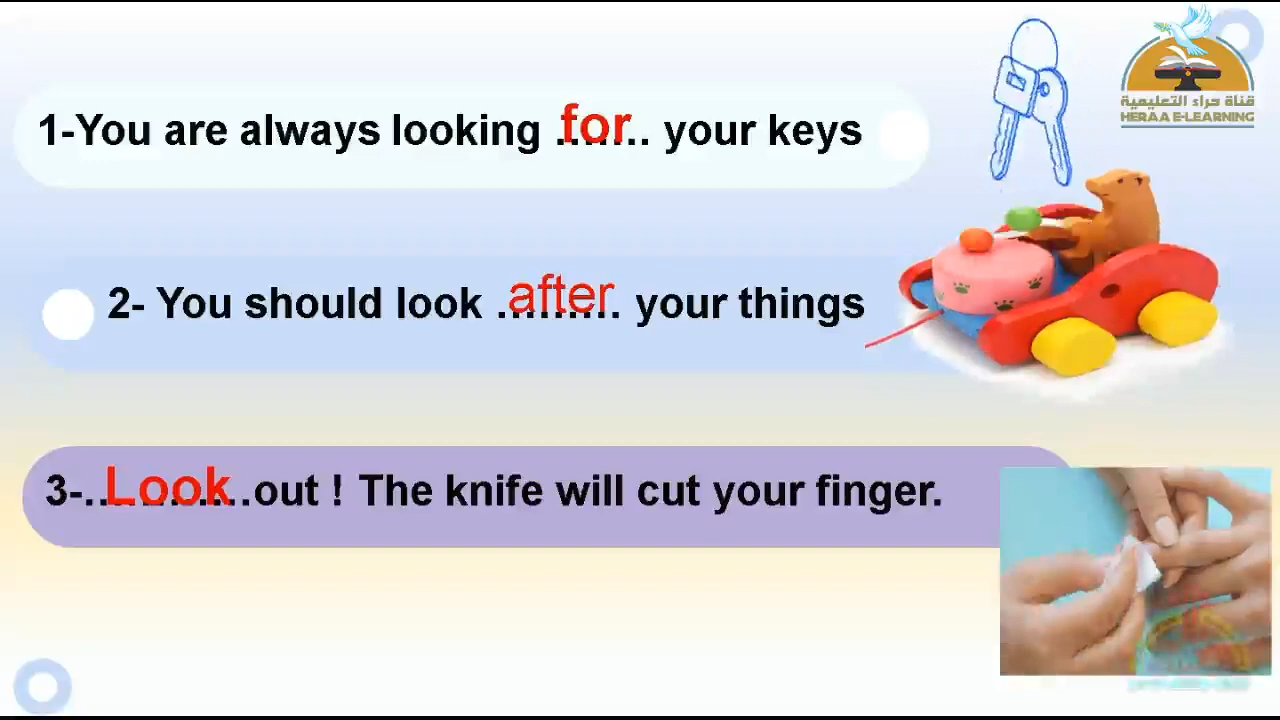 قناة حراء التعليمية
HERAA E-LEARNING
1-You are always looking .for.. your keys
2- You should look .after. your things
3-..Look..out ! The knife will cut your finger.